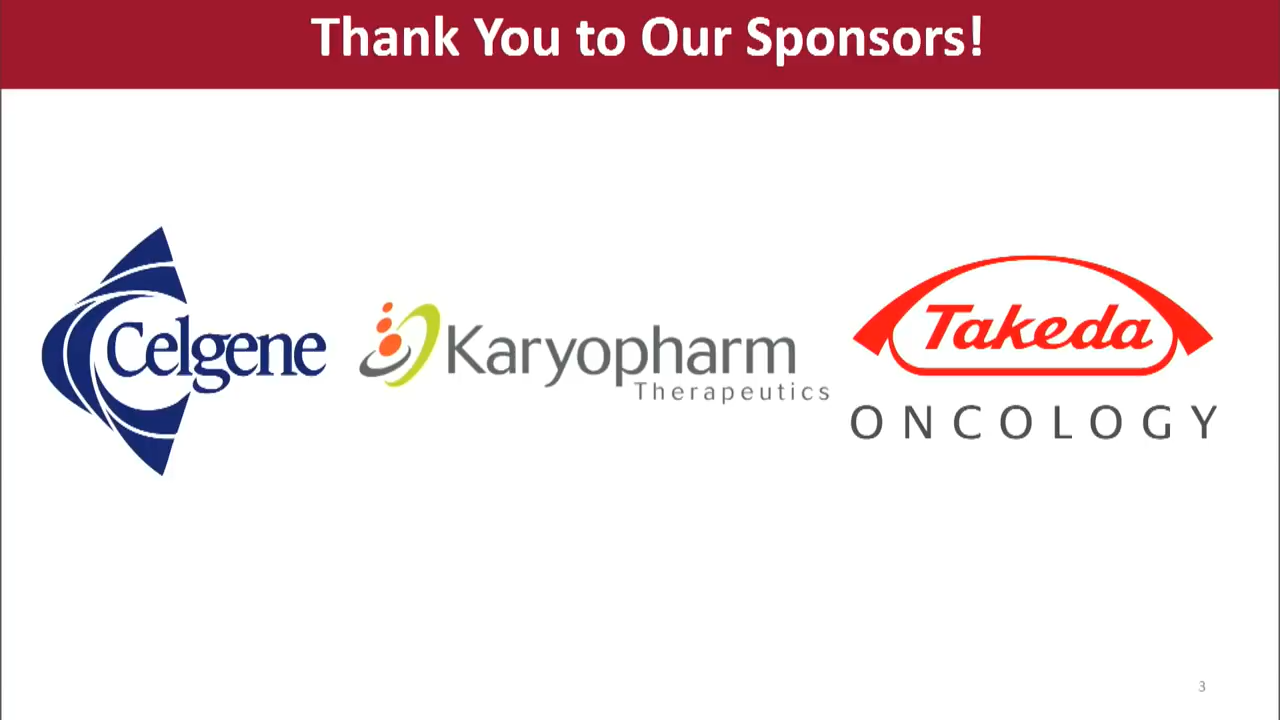 Thank You to Our Sponsors!
Celgene
Karyopharm
Therapeutics
Takeda
ONCOLOGY
3